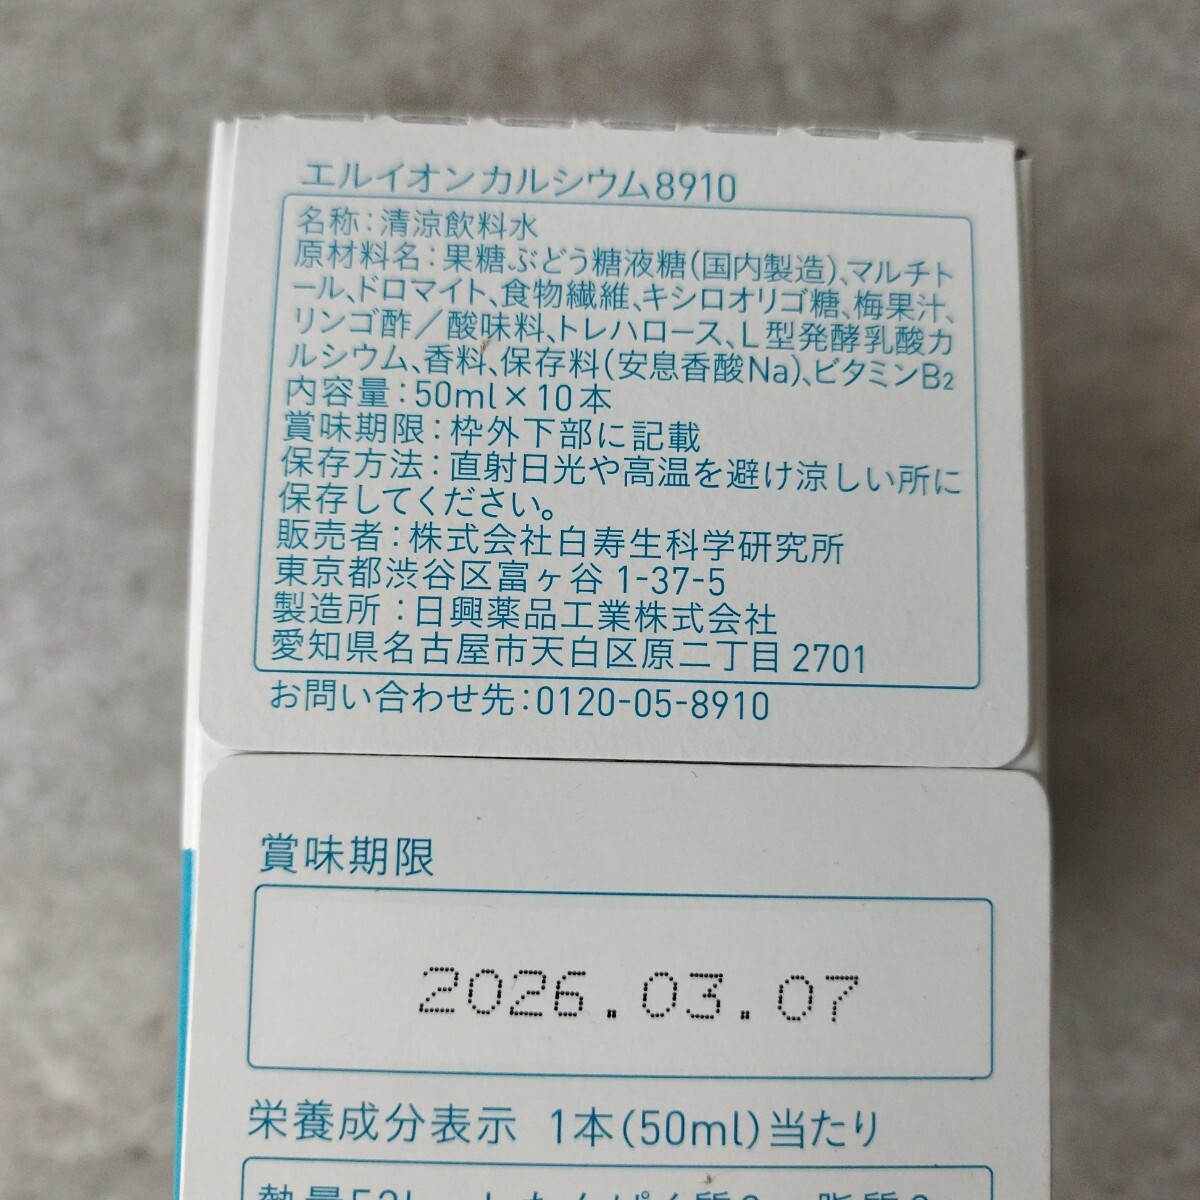 エルイオンカルシウム8910
名称:清涼飲料水
原材料名:果糖ぶどう糖液糖(国内製造)、マルチト
ール、ドロマイト、食物繊維、キシロオリゴ糖、梅果汁、
リンゴ酢/酸味料、トレハロース、L型発酵乳酸カ
ルシウム、香料、保存料(安息香酸Na)、ビタミンB₂
内容量:50ml×10本
賞味期限:枠外下部に記載
保存方法:直射日光や高温を避け涼しい所に
保存してください。
販売者:株式会社白寿生科学研究所
東京都渋谷区富ヶ谷 1-37-5
製造所:日興薬品工業株式会社
愛知県名古屋市天白区原二丁目 2701
お問い合わせ先:0120-05-8910
賞味期限
2026.03.07
栄養成分表示 1本(50ml)当たり